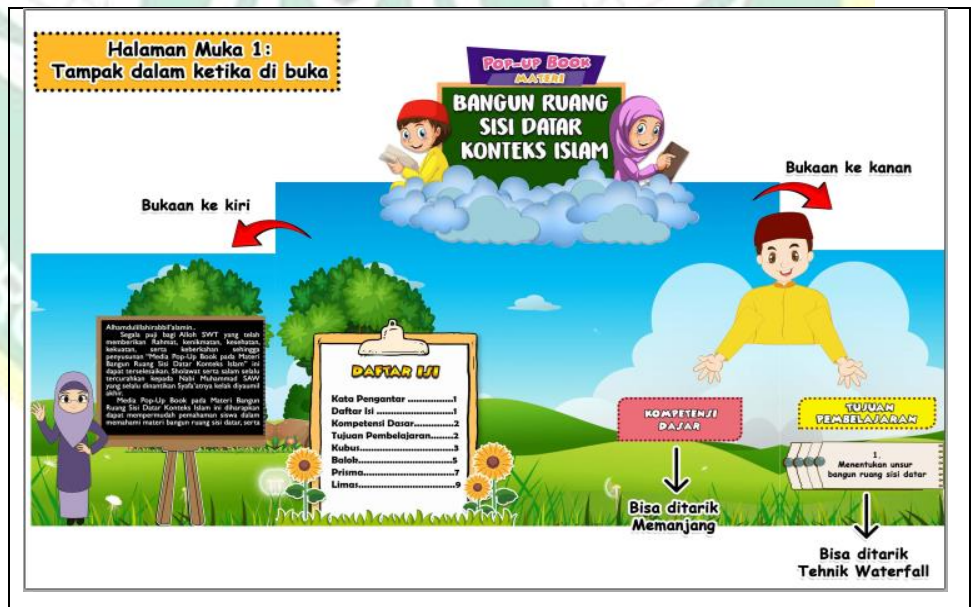 Halaman Muka 1:
Tampak dalam ketika di buka
POP-UP BOOK
MATERI
BANGUN RUANG
SISI DATAR
KONTEKS ISLAM
Bukaan ke kanan
Bukaan ke kiri
Alhamdulillahirabbil'alamin..
Segala puji bagi Alloh SWT yang telah
memberikan Rahmat, kenikmatan, kesehatan,
kekuatan, serta keberkahan sehingga
penyusunan "Media Pop-Up Book pada Materi
Bangun Ruang Sisi Datar Konteks Islam" ini
dapat terselesaikan. Sholawat serta salam selalu
tercurahkan kepada Nabi Muhammad SAW
yang selalu dinantikan Syafa'atnya kelak diyaumil
akhir.
Media Pop-Up Book pada Materi Bangun
Ruang Sisi Datar Konteks Islam ini diharapkan
dapat mempermudah pemahaman siswa dalam
memahami materi bangun ruang sisi datar, serta
DAFTAR ISI
Kata Pengantar ............1
Daftar Isi ....................1
Kompetensi Dasar........2
Tujuan Pembelajaran....2
Kubus..........................3
Balok...........................5
Prisma.........................7
Limas..........................9
KOMPETENSI
DASAR
Bisa ditarik
Memanjang
TUJUAN
PEMBELAJARAN
1.
Menentukan unsur
bangun ruang sisi datar
Bisa ditarik
Tehnik Waterfall